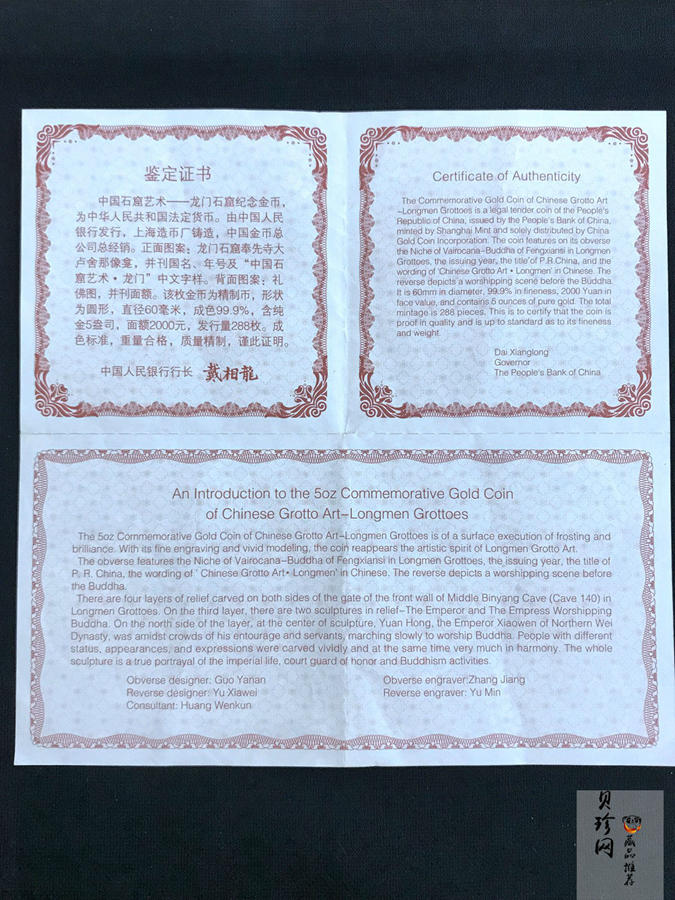 鉴定证书
中国石窟艺术——龙门石窟纪念金币，
为中华人民共和国法定货币。由中国人民
银行发行，上海造币厂铸造，中国金币总
公司总经销。正面图案：龙门石窟奉先寺大
卢舍那像龛，并刊国名、年号及“中国石
窟艺术·龙门”中文字样。背面图案：礼
佛图，并刊面额。该枚金币为精制币，形状
为圆形，直径60毫米，成色99.9%，含纯
金5盎司，面额2000元，发行量288枚。成
色标准，重量合格，质量精制，谨此证明。
中国人民银行行长 戴相龍
Certificate of Authenticity
The Commemorative Gold Coin of Chinese Grotto Art
-Longmen Grottoes is a legal tender coin of the People's
Republic of China, issued by the People's Bank of China,
minted by Shanghai Mint and solely distributed by China
Gold Coin Incorporation. The coin features on its obverse
the Niche of Vairocana-Buddha of Fengxiansi in Longmen
Grottoes, the issuing year, the title of P.R.China, and the
wording of 'Chinese Grotto Art • Longmen' in Chinese. The
reverse depicts a worshipping scene before the Buddha.
It is 60mm in diameter, 99.9% in fineness, 2000 Yuan in
face value, and contains 5 ounces of pure gold. The total
mintage is 288 pieces. This is to certify that the coin is
proof in quality and is up to standard as to its fineness
and weight.
Dai Xianglong
Governor
The People's Bank of China
An Introduction to the 5oz Commemorative Gold Coin
of Chinese Grotto Art-Longmen Grottoes
The 5oz Commemorative Gold Coin of Chinese Grotto Art-Longmen Grottoes is of a surface execution of frosting and
brilliance. With its fine engraving and vivid modeling, the coin reappears the artistic spirit of Longmen Grotto Art.
The obverse features the Niche of Vairocana-Buddha of Fengxiansi in Longmen Grottoes, the issuing year, the title of
P. R. China, the wording of ' Chinese Grotto Art• Longmen' in Chinese. The reverse depicts a worshipping scene before
the Buddha.
There are four layers of relief carved on both sides of the gate of the front wall of Middle Binyang Cave (Cave 140) in
Longmen Grottoes. On the third layer, there are two sculptures in relief-The Emperor and The Empress Worshipping
Buddha. On the north side of the layer, at the center of sculpture, Yuan Hong, the Emperor Xiaowen of Northern Wei
Dynasty, was amidst crowds of his entourage and servants, marching slowly to worship Buddha. People with different
status, appearances, and expressions were carved vividly and at the same time very much in harmony. The whole
sculpture is a true portrayal of the imperial life, court guard of honor and Buddhism activities.
Obverse designer: Guo Yanan
Reverse designer: Yu Xiawei
Consultant: Huang Wenkun
Obverse engraver:Zhang Jiang
Reverse engraver: Yu Min
贝珍网
藏品推荐